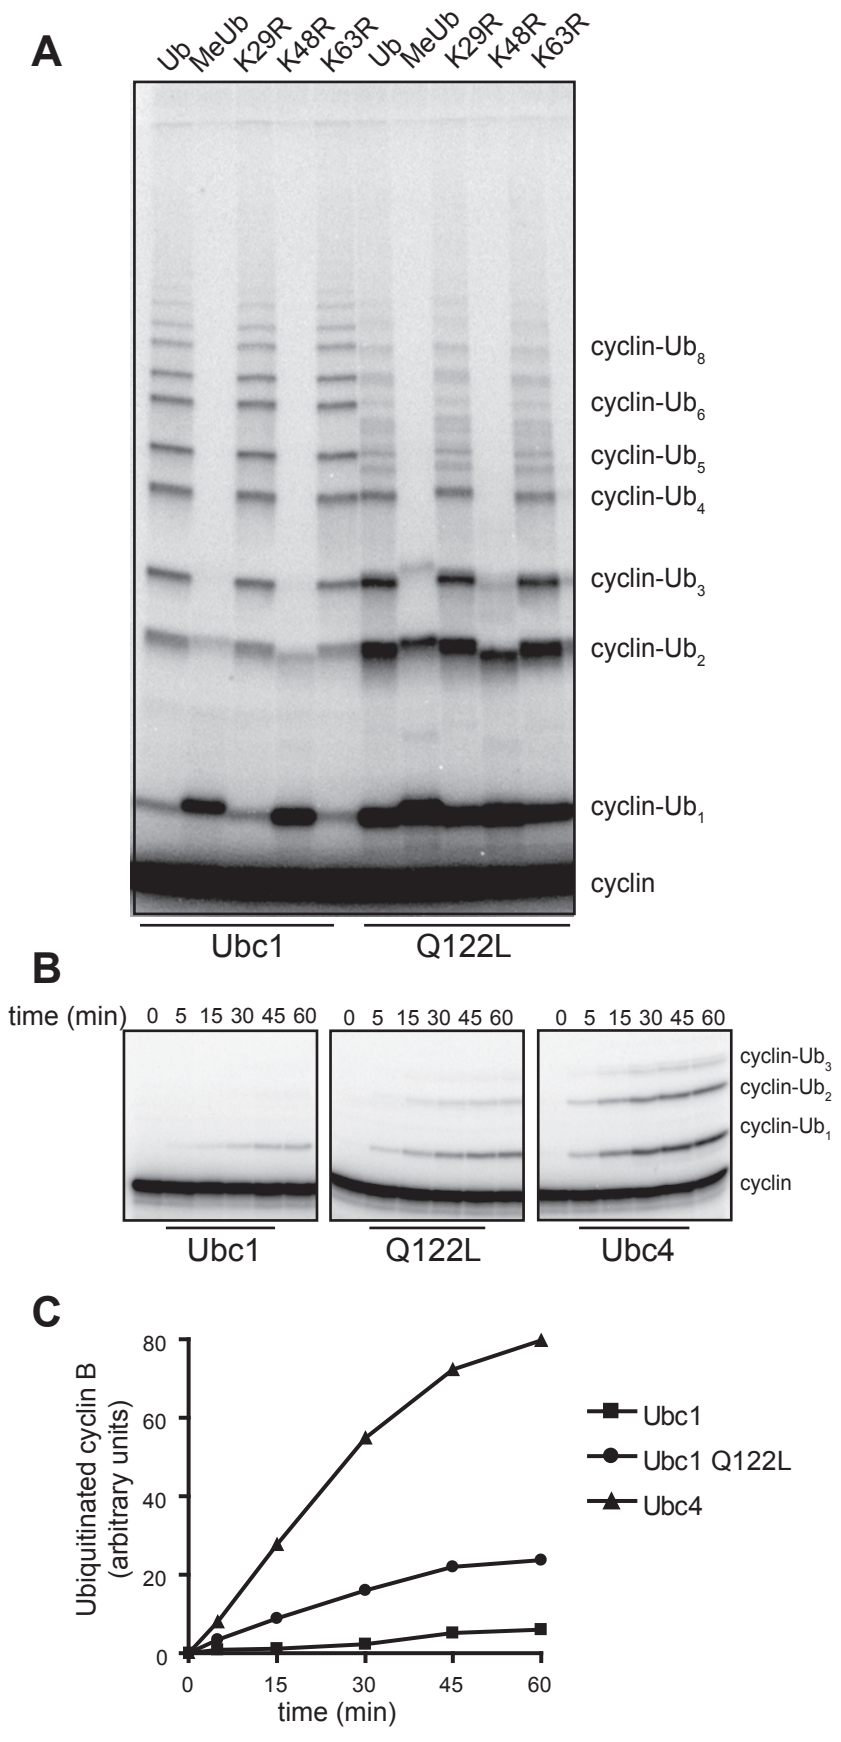 A
Ub MeUb K29R K48R K63R Ub MeUb K29R K48R K63R
cyclin-Ub8
cyclin-Ub6
cyclin-Ub5
cyclin-Ub4
cyclin-Ub3
cyclin-Ub2
cyclin-Ub1
cyclin
Ubc1 Q122L
B
time (min) 0 5 15 30 45 60 0 5 15 30 45 60 0 5 15 30 45 60
cyclin-Ub3
cyclin-Ub2
cyclin-Ub1
cyclin
Ubc1 Q122L Ubc4
C
Ubiquitinated cyclin B
(arbitrary units)
80
60
40
20
0
0 15 30 45 60
time (min)
Ubc1
Ubc1 Q122L
Ubc4